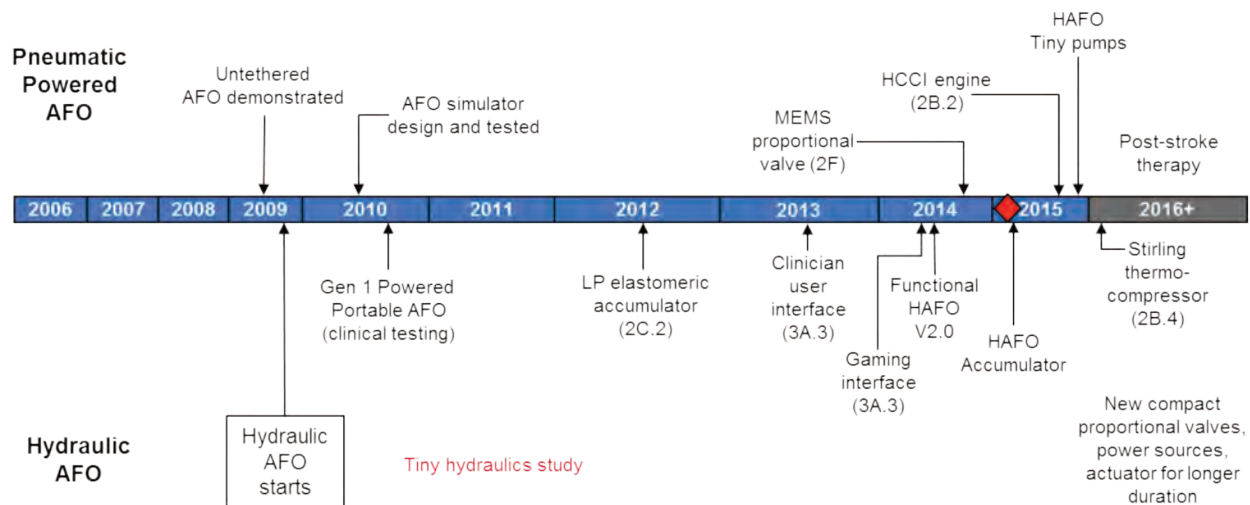 Pneumatic
Powered
AFO
Untethered
AFO demonstrated
AFO simulator
design and tested
MEMS
proportional
valve (2F)
HCCI engine
(2B.2)
HAFO
Tiny pumps
Post-stroke
therapy
2006 2007 2008 2009 2010 2011 2012 2013 2014 2015 2016+
Gen 1 Powered
Portable AFO
(clinical testing)
LP elastomeric
accumulator
(2C.2)
Clinician
user
interface
(3A.3)
Gaming
interface
(3A.3)
Functional
HAFO
V2.0
HAFO
Accumulator
Stirling
thermo-
compressor
(2B.4)
Hydraulic
AFO
Hydraulic
AFO
starts
Tiny hydraulics study
New compact
proportional valves,
power sources,
actuator for longer
duration